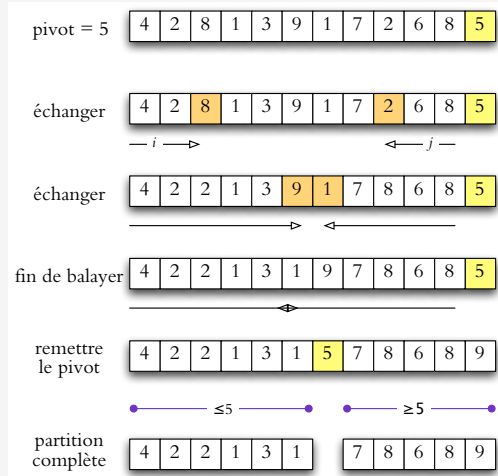 pivot = 5 4 2 8 1 3 9 1 7 2 6 8 5
échanger 4 2 8 1 3 9 1 7 2 6 8 5
i j
échanger 4 2 2 1 3 9 1 7 8 6 8 5
fin de balayer 4 2 2 1 3 1 9 7 8 6 8 5
remettre
le pivot 4 2 2 1 3 1 5 7 8 6 8 9
≤5 ≥5
partition
complète 4 2 2 1 3 1 7 8 6 8 9